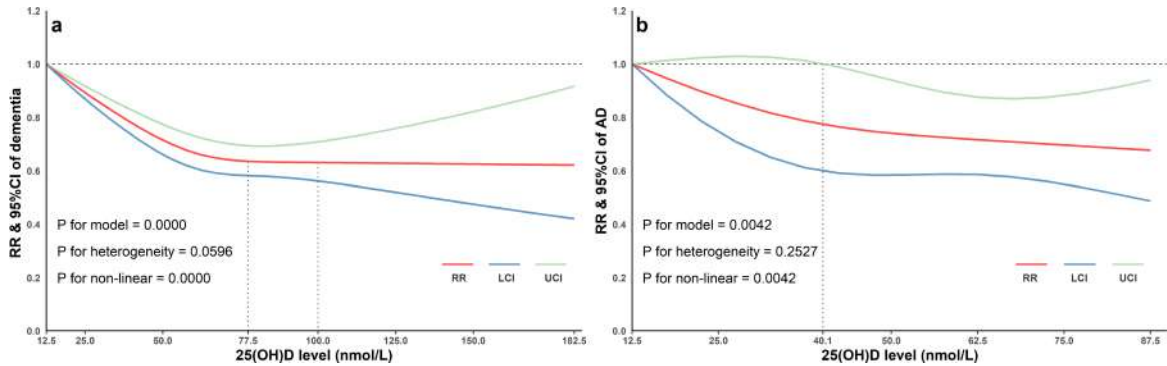 a
RR & 95%CI of dementia
1.2
1.0
0.8
0.6
0.4
0.2
0.0
P for model = 0.0000
P for heterogeneity = 0.0596
P for non-linear = 0.0000
RR LCI UCI
12.5 25.0 50.0 77.5 100.0 125.0 150.0 182.5
25(OH)D level (nmol/L)
b
RR & 95%CI of AD
1.2
1.0
0.8
0.6
0.4
0.2
0.0
P for model = 0.0042
P for heterogeneity = 0.2527
P for non-linear = 0.0042
RR LCI UCI
12.5 25.0 40.1 50.0 62.5 75.0 87.5
25(OH)D level (nmol/L)